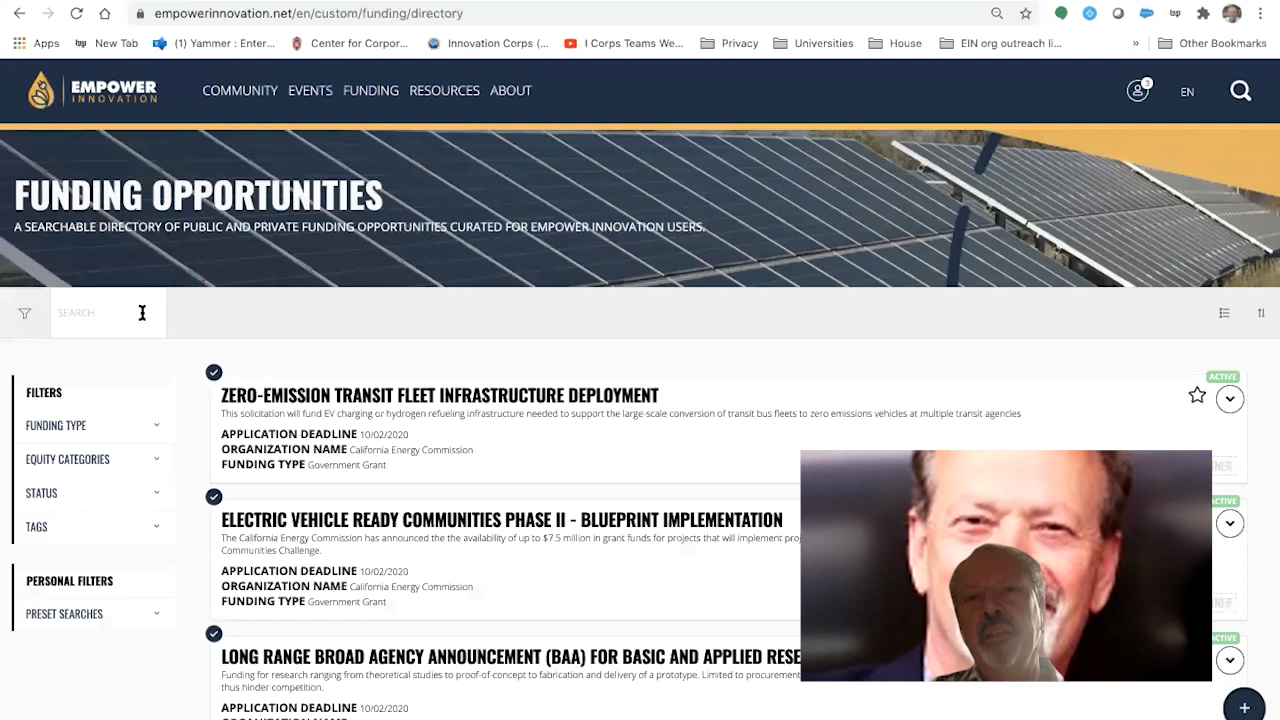 empowerinnovation.net/en/custom/funding/directory
Apps
New Tab
(1) Yammer : Enter...
Center for Corpor...
Innovation Corps (...
I Corps Teams We...
Privacy
Universities
House
EIN org outreach li...
»
Other Bookmarks
EMPOWER
INNOVATION
COMMUNITY EVENTS FUNDING RESOURCES ABOUT
3
EN
FUNDING OPPORTUNITIES
A SEARCHABLE DIRECTORY OF PUBLIC AND PRIVATE FUNDING OPPORTUNITIES CURATED FOR EMPOWER INNOVATION USERS.
SEARCH
FILTERS
FUNDING TYPE
EQUITY CATEGORIES
STATUS
TAGS
PERSONAL FILTERS
PRESET SEARCHES
ACTIVE
ZERO-EMISSION TRANSIT FLEET INFRASTRUCTURE DEPLOYMENT
This solicitation will fund EV charging or hydrogen refueling infrastructure needed to support the large-scale conversion of transit bus fleets to zero emissions vehicles at multiple transit agencies
APPLICATION DEADLINE 10/02/2020
ORGANIZATION NAME California Energy Commission
FUNDING TYPE Government Grant
ACTIVE
ELECTRIC VEHICLE READY COMMUNITIES PHASE II - BLUEPRINT IMPLEMENTATION
The California Energy Commission has announced the the availability of up to $7.5 million in grant funds for projects that will implement proj
Communities Challenge.
APPLICATION DEADLINE 10/02/2020
ORGANIZATION NAME California Energy Commission
FUNDING TYPE Government Grant
ACTIVE
LONG RANGE BROAD AGENCY ANNOUNCEMENT (BAA) FOR BASIC AND APPLIED RESE
Funding for research ranging from theoretical studies to proof-of-concept to fabrication and delivery of a prototype. Limited to procurement
thus hinder competition.
APPLICATION DEADLINE 10/02/2020